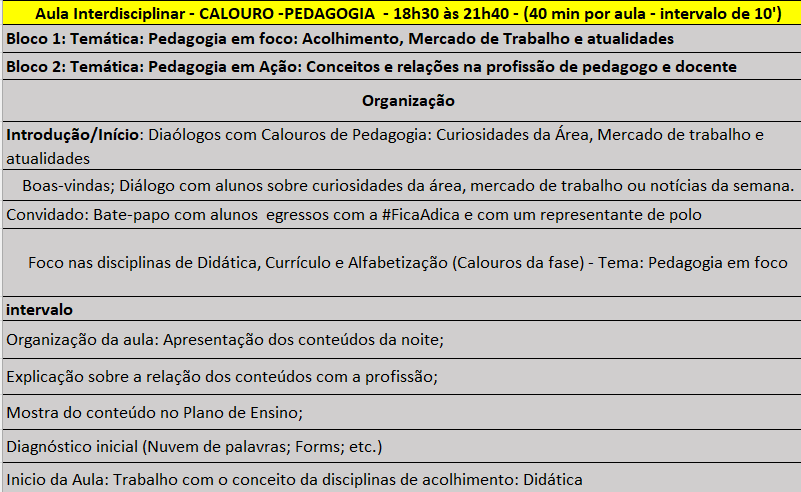 Aula Interdisciplinar - CALOURO -PEDAGOGIA - 18h30 às 21h40 - (40 min por aula - intervalo de 10')
Bloco 1: Temática: Pedagogia em foco: Acolhimento, Mercado de Trabalho e atualidades
Bloco 2: Temática: Pedagogia em Ação: Conceitos e relações na profissão de pedagogo e docente
Organização
Introdução/Início: Diaólogos com Calouros de Pedagogia: Curiosidades da Área, Mercado de trabalho e
atualidades
Boas-vindas; Diálogo com alunos sobre curiosidades da área, mercado de trabalho ou notícias da semana.
Convidado: Bate-papo com alunos egressos com a #FicaAdica e com um representante de polo
Foco nas disciplinas de Didática, Currículo e Alfabetização (Calouros da fase) - Tema: Pedagogia em foco
intervalo
Organização da aula: Apresentação dos conteúdos da noite;
Explicação sobre a relação dos conteúdos com a profissão;
Mostra do conteúdo no Plano de Ensino;
Diagnóstico inicial (Nuvem de palavras; Forms; etc.)
Inicio da Aula: Trabalho com o conceito da disciplinas de acolhimento: Didática